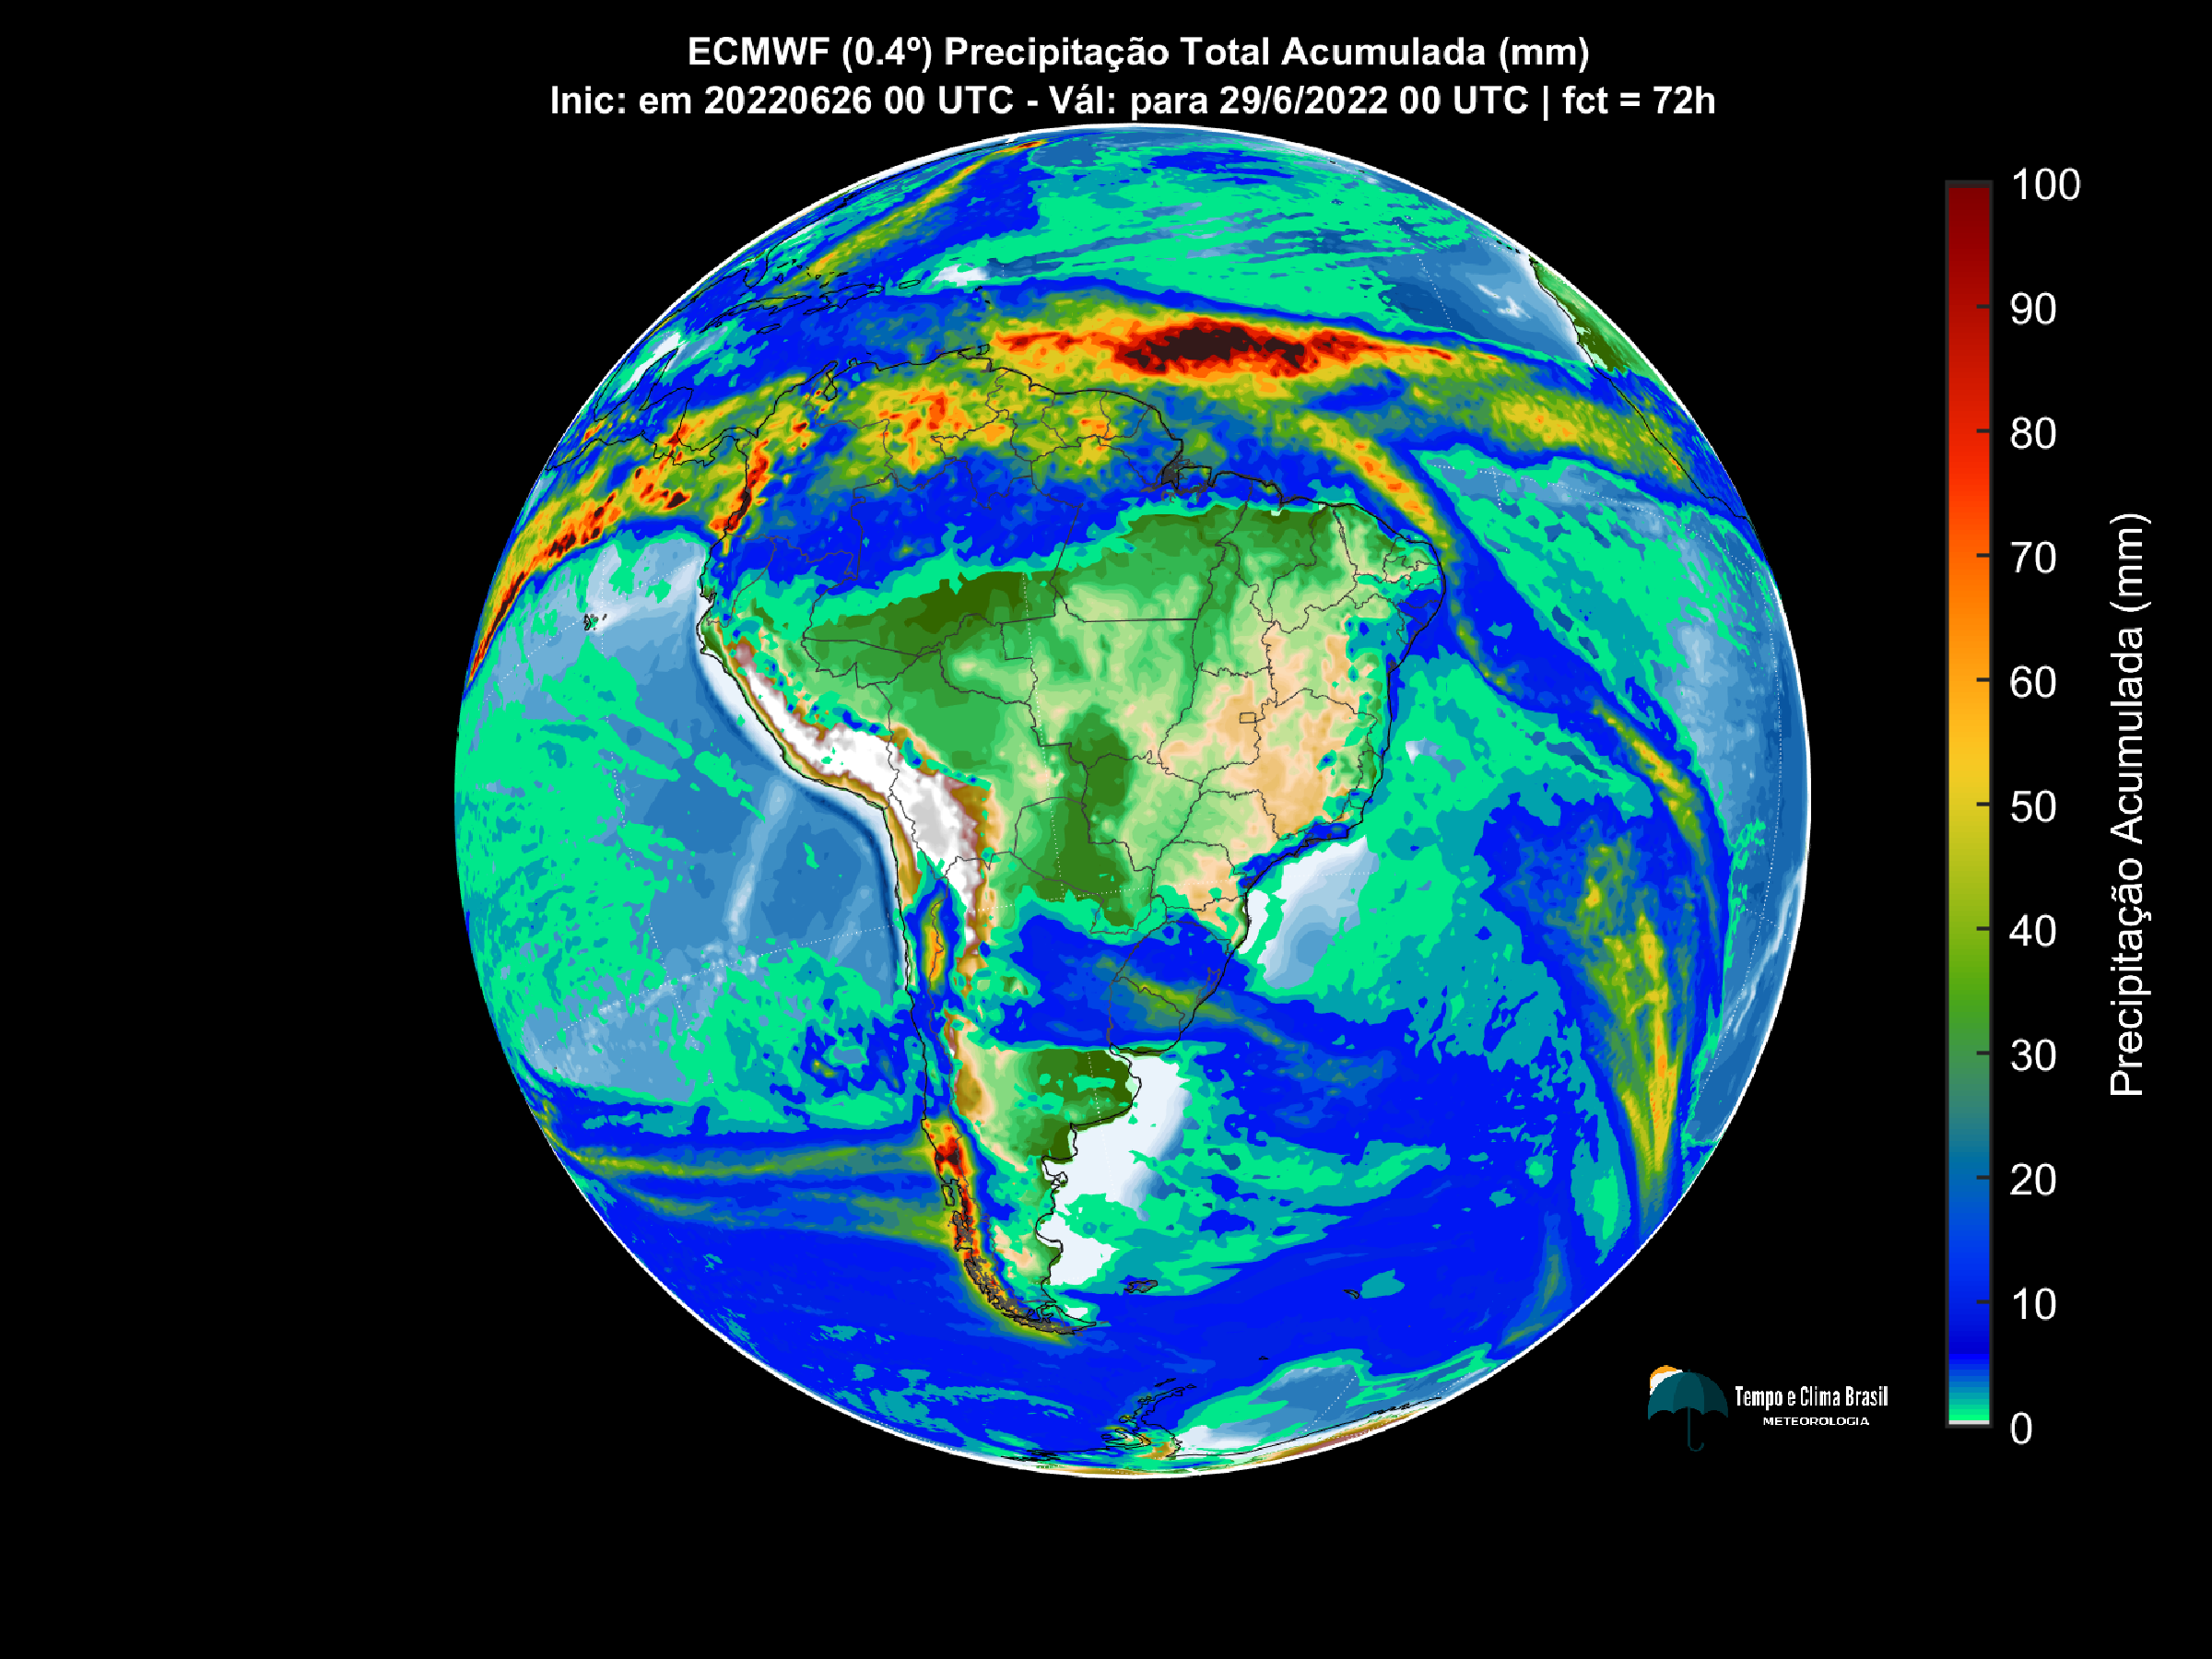 ECMWF (0.4º) Precipitação Total Acumulada (mm)
Inic: em 20220626 00 UTC - Vál: para 29/6/2022 00 UTC | fct = 72h
100
90
80
70
60
50
40
30
20
10
0
Precipitação Acumulada (mm)
Tempo e Clima Brasil
METEOROLOGIA